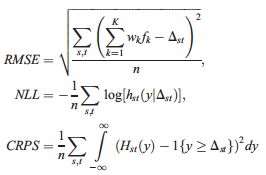 RMSE = \sqrt{\frac{\sum_{s,t} \left( \sum_{k=1}^{K} w_k f_k - \Delta_{st} \right)^2}{n}},
NLL = -\frac{1}{n} \sum_{s,t} \log[h_{st}(y|\Delta_{st})],
CRPS = \frac{1}{n} \sum_{s,t} \int_{-\infty}^{\infty} (H_{st}(y) - 1\{y \geq \Delta_{st}\})^2 dy